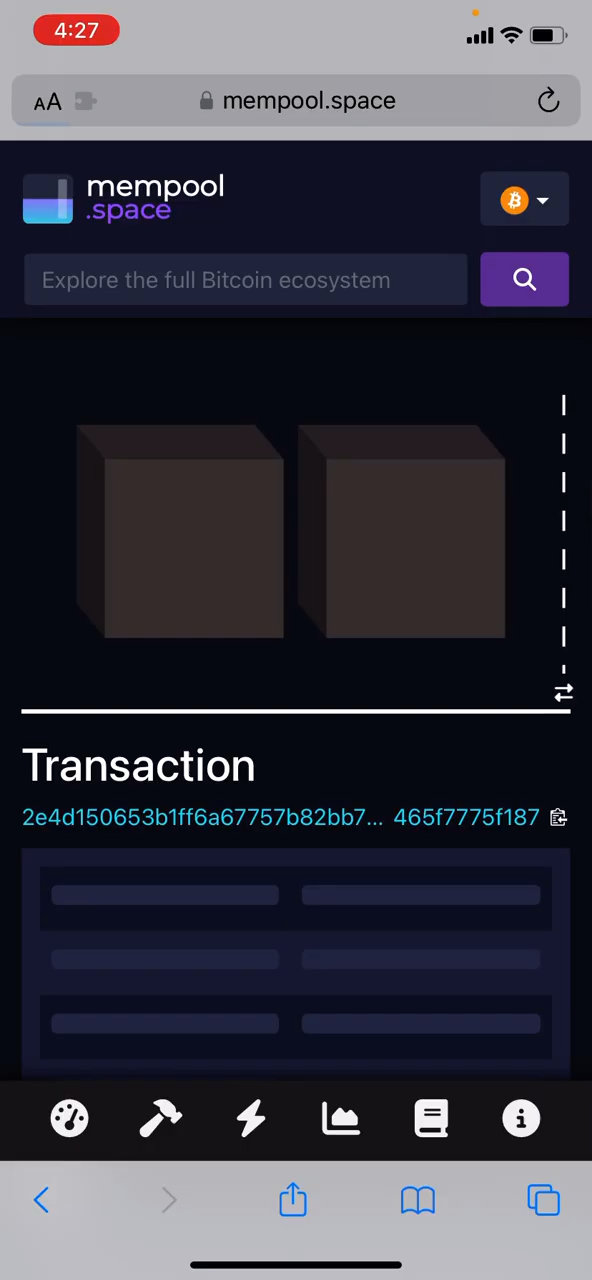 4:27
AA mempool.space
mempool
.space
Explore the full Bitcoin ecosystem
Transaction
2e4d150653b1ff6a67757b82bb7... 465f7775f187